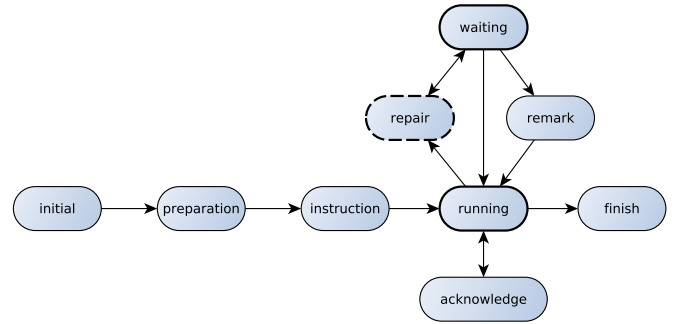 waiting
repair
remark
initial
preparation
instruction
running
finish
acknowledge